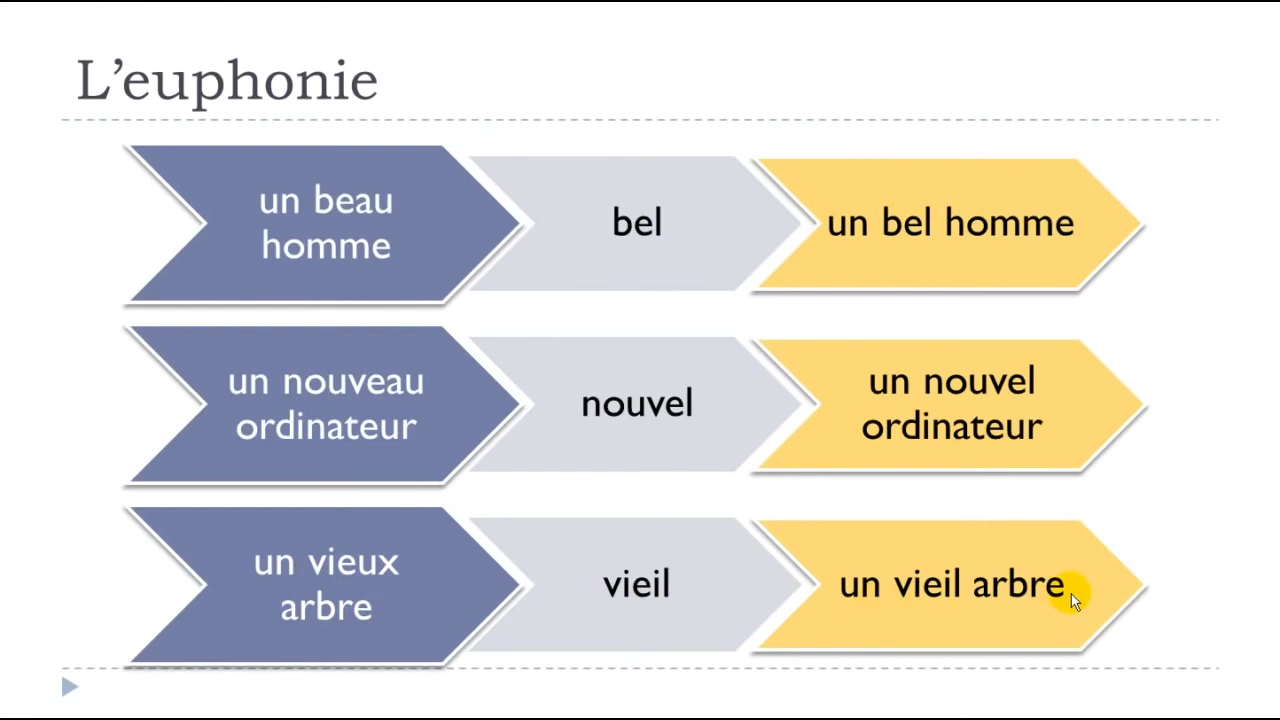 L’euphonie
un beau
homme
bel
un bel homme
un nouveau
ordinateur
nouvel
un nouvel
ordinateur
un vieux
arbre
vieil
un vieil arbre